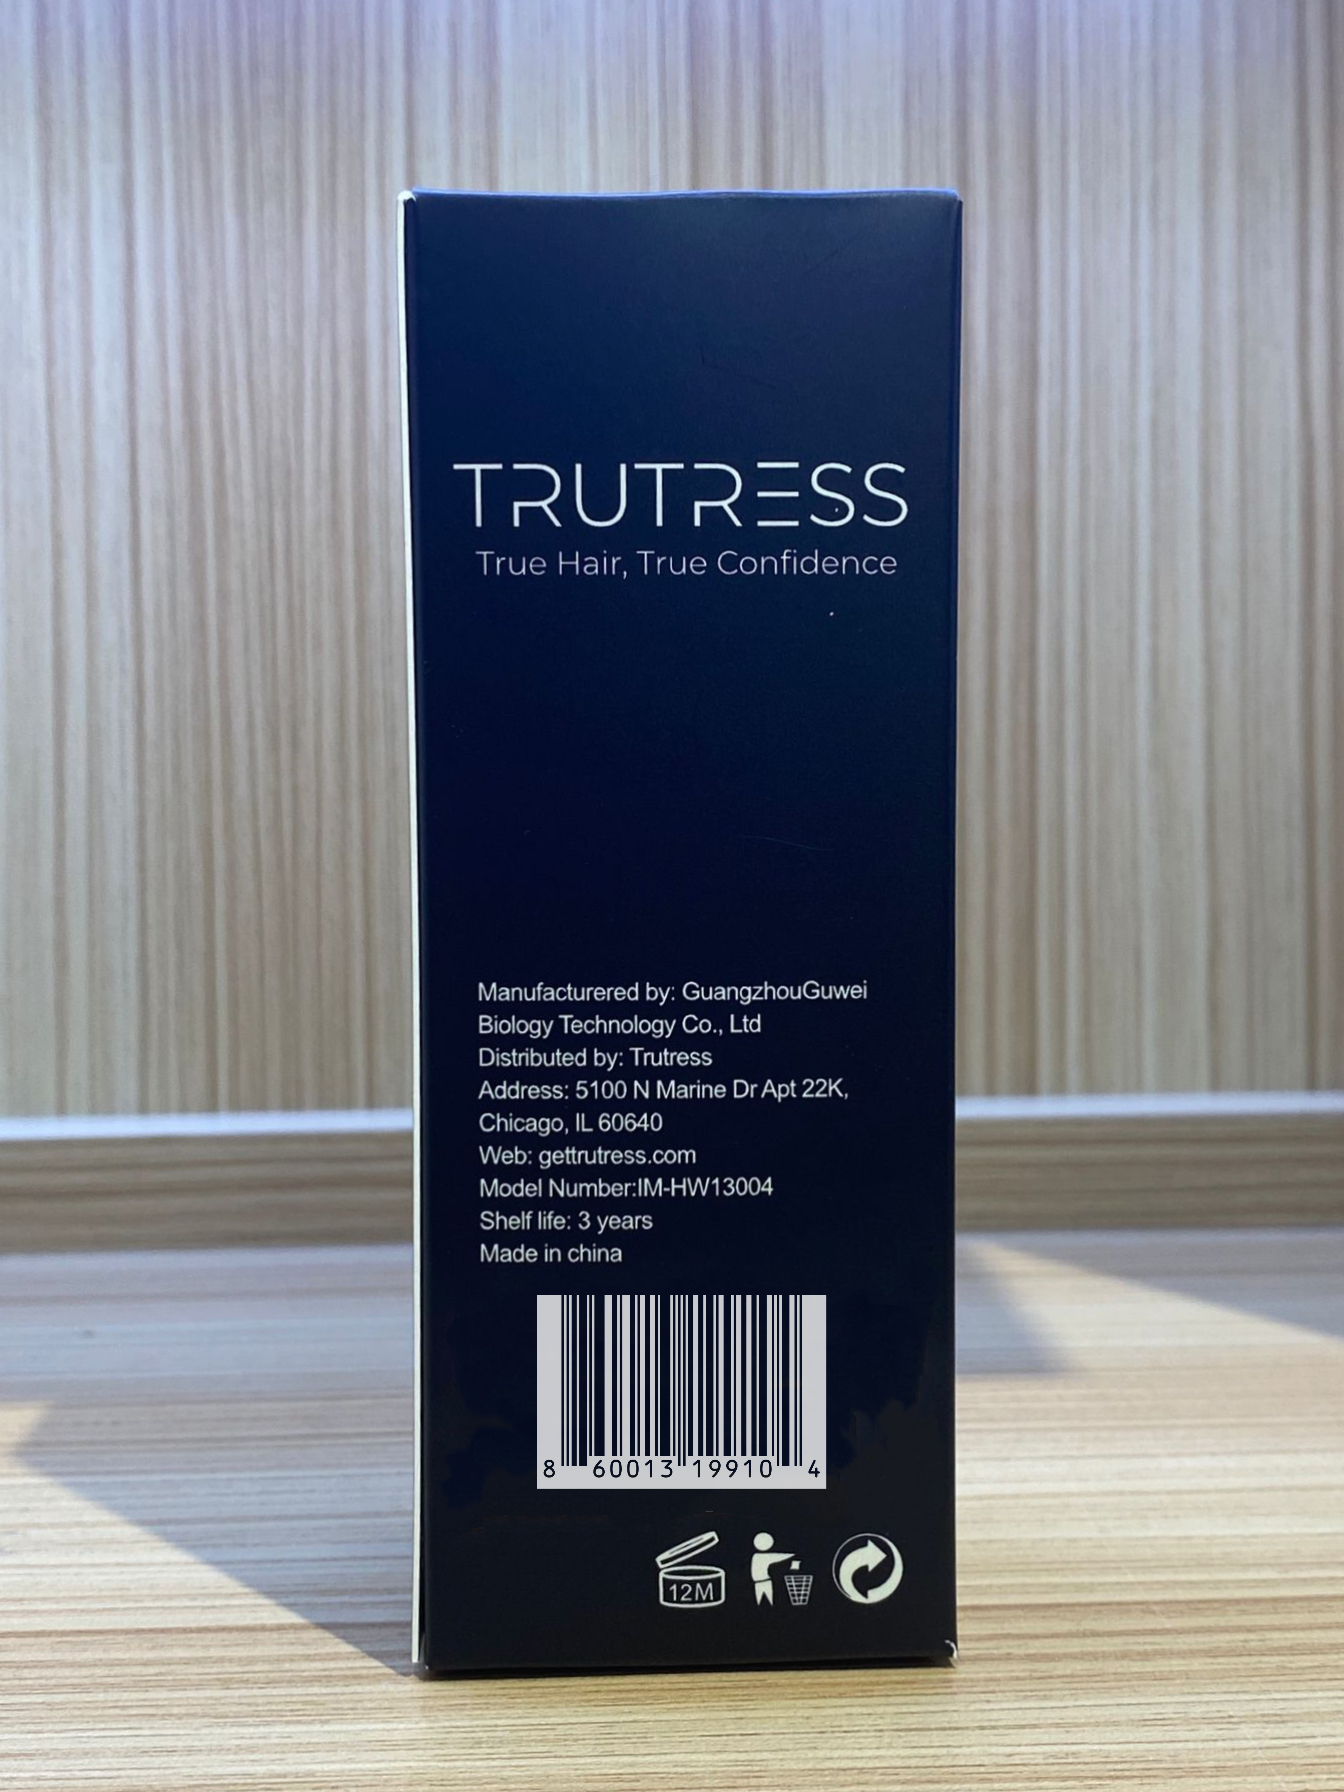 TRUTRESS
True Hair, True Confidence
Manufacturered by: GuangzhouGuwei
Biology Technology Co., Ltd
Distributed by: Trutress
Address: 5100 N Marine Dr Apt 22K,
Chicago, IL 60640
Web: gettrutress.com
Model Number:IM-HW13004
Shelf life: 3 years
Made in china
8 60013 19910 4
12M